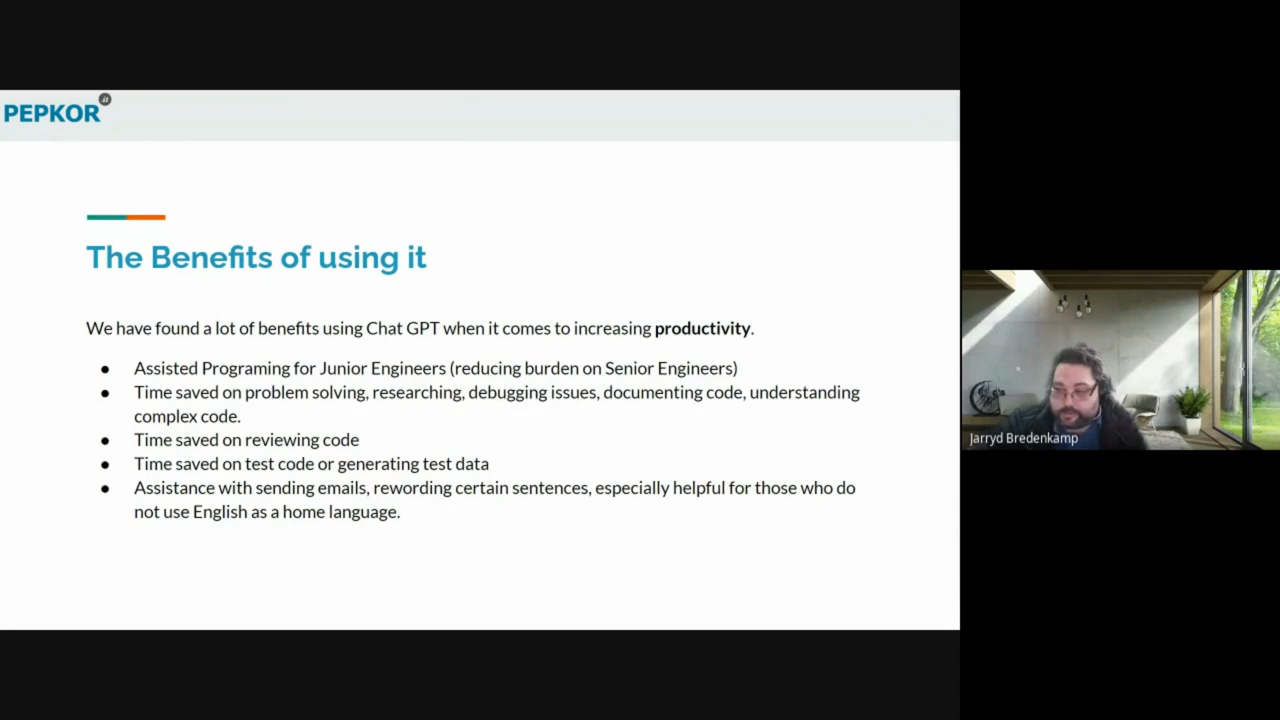 PEPKOR it
The Benefits of using it
We have found a lot of benefits using Chat GPT when it comes to increasing productivity.
● Assisted Programing for Junior Engineers (reducing burden on Senior Engineers)
● Time saved on problem solving, researching, debugging issues, documenting code, understanding
complex code.
● Time saved on reviewing code
● Time saved on test code or generating test data
● Assistance with sending emails, rewording certain sentences, especially helpful for those who do
not use English as a home language.
Jarryd Bredenkamp